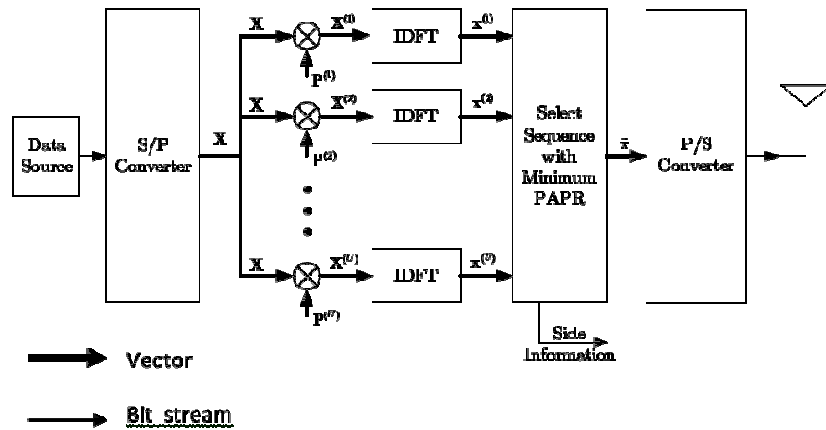 X
X^(1)
IDFT
x^(1)
P^(1)
X
X^(2)
IDFT
x^(2)
Data
Source
S/P
Converter
X
Select
Sequence
with
Minimum
PAPR
x̃
P/S
Converter
X
X^(U)
IDFT
x^(U)
P^(U)
Side
Information
Vector
Bit stream